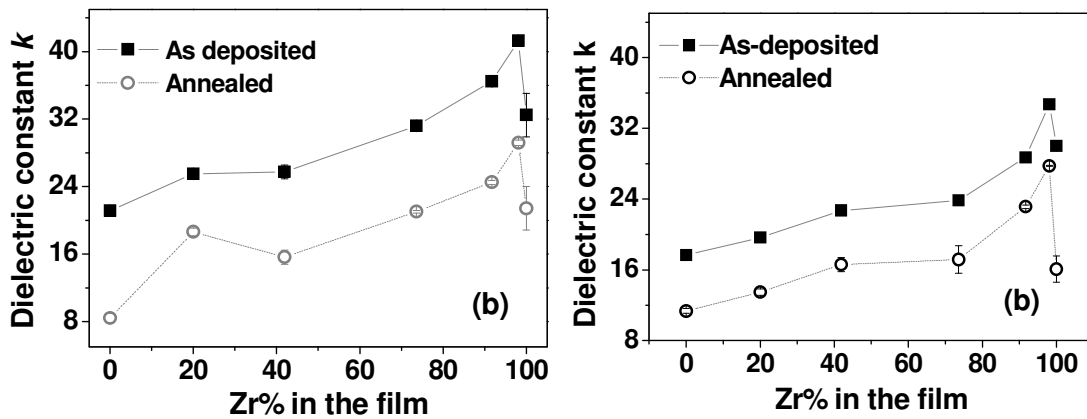 40
32
24
16
8
Dielectric constant k
As deposited
Annealed
(b)
0
20
40
60
80
100
Zr% in the film
40
32
24
16
8
Dielectric constant k
As-deposited
Annealed
(b)
0
20
40
60
80
100
Zr% in the film